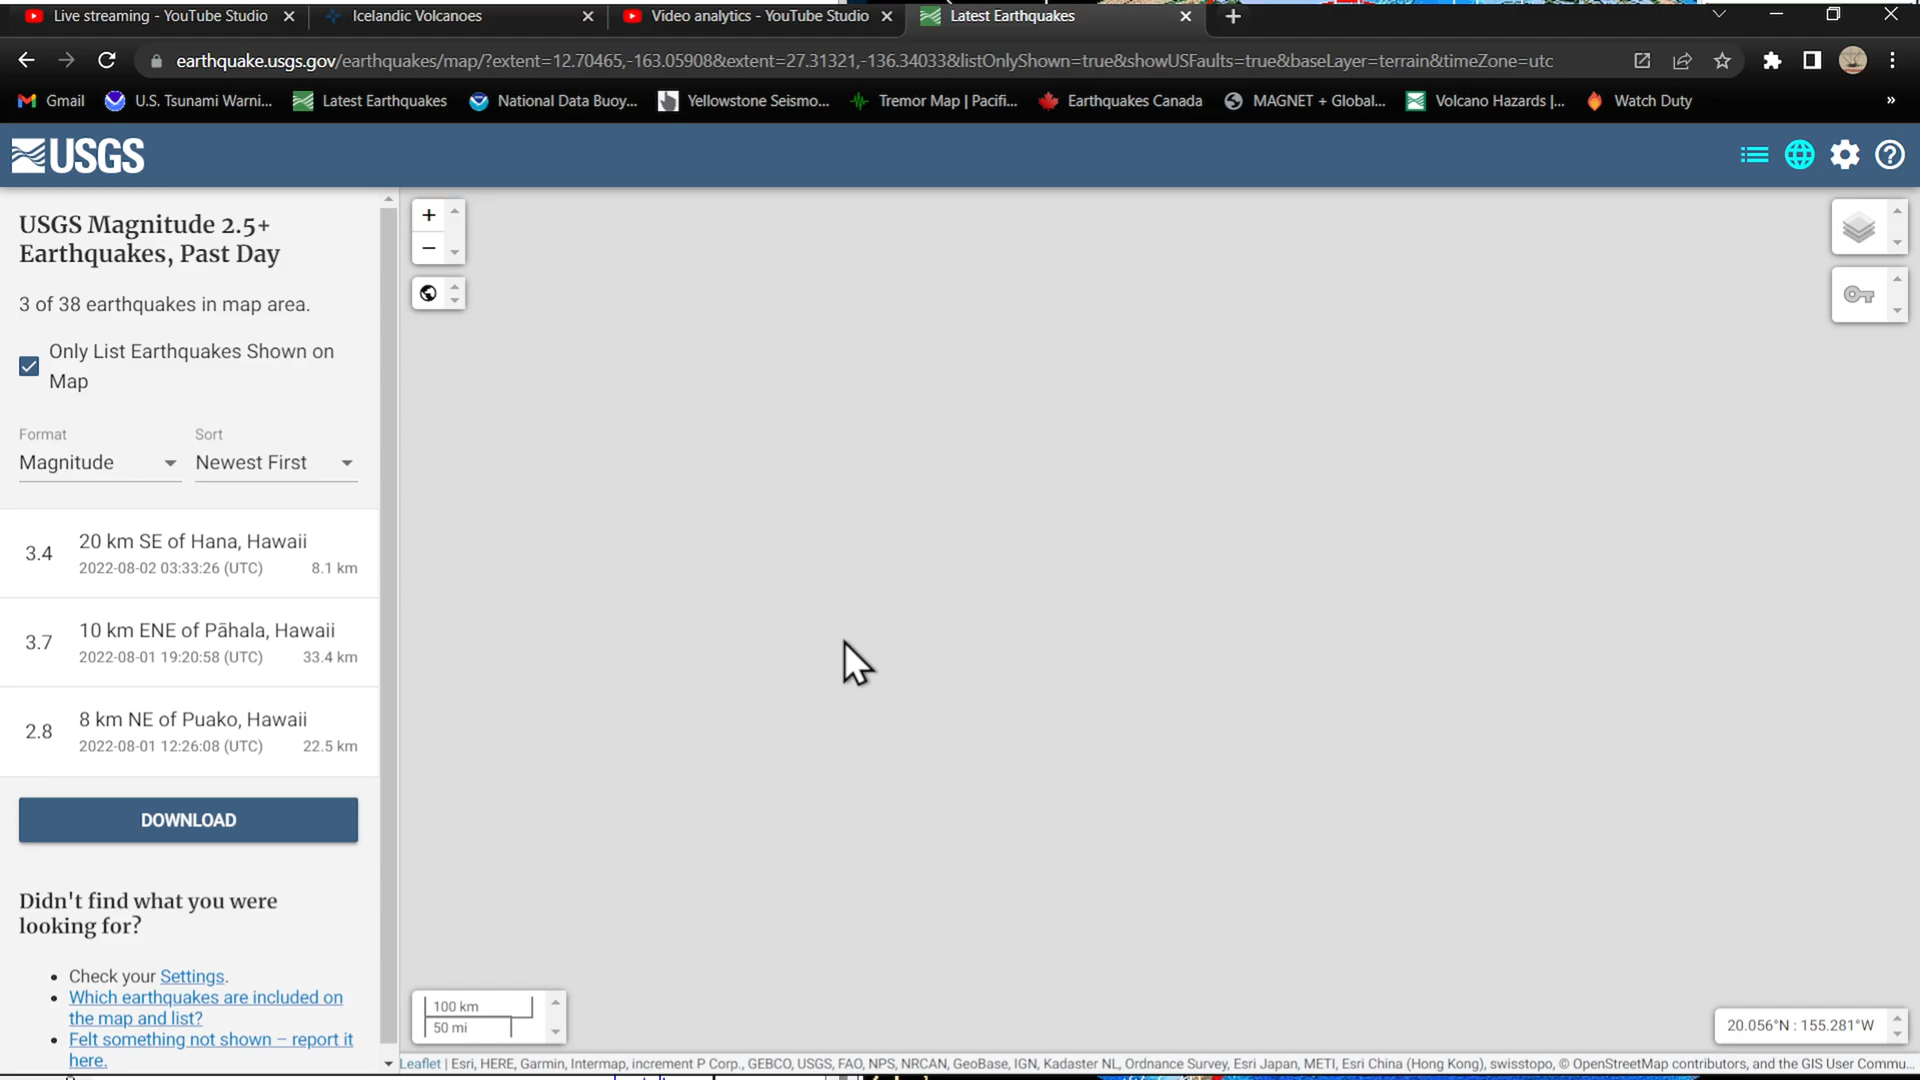 Live streaming - YouTube Studio
Icelandic Volcanoes
Video analytics - YouTube Studio
Latest Earthquakes
earthquake.usgs.gov/earthquakes/map/?extent=12.70465,-163.05908&extent=27.31321,-136.34033&listOnlyShown=true&showUSFaults=true&baseLayer=terrain&timeZone=utc
Gmail
U.S. Tsunami Warni...
Latest Earthquakes
National Data Buoy...
Yellowstone Seismo...
Tremor Map | Pacifi...
Earthquakes Canada
MAGNET + Global...
Volcano Hazards |...
Watch Duty
»
USGS
USGS Magnitude 2.5+
Earthquakes, Past Day
3 of 38 earthquakes in map area.
Only List Earthquakes Shown on
Map
Format
Magnitude
Sort
Newest First
3.4
20 km SE of Hana, Hawaii
2022-08-02 03:33:26 (UTC) 8.1 km
3.7
10 km ENE of Pāhala, Hawaii
2022-08-01 19:20:58 (UTC) 33.4 km
2.8
8 km NE of Puako, Hawaii
2022-08-01 12:26:08 (UTC) 22.5 km
DOWNLOAD
Didn't find what you were
looking for?
• Check your Settings.
• Which earthquakes are included on
the map and list?
• Felt something not shown – report it
here.
+
−
100 km
50 mi
20.056°N : 155.281°W
Leaflet | Esri, HERE, Garmin, Intermap, increment P Corp., GEBCO, USGS, FAO, NPS, NRCAN, GeoBase, IGN, Kadaster NL, Ordnance Survey, Esri Japan, METI, Esri China (Hong Kong), swisstopo, © OpenStreetMap contributors, and the GIS User Commu...